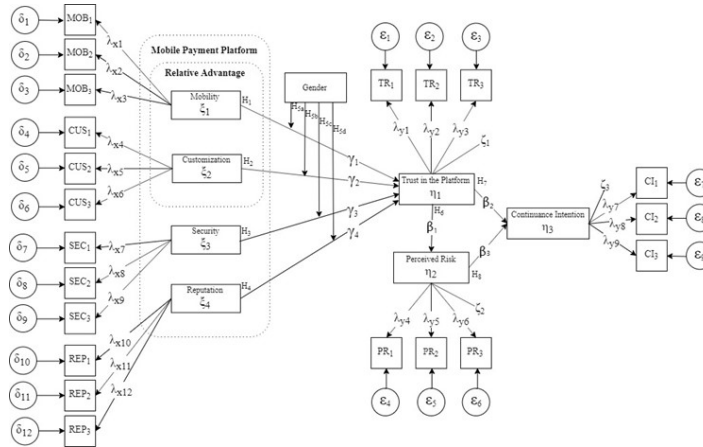 δ1
MOB1
δ2
MOB2
δ3
MOB3
δ4
CUS1
δ5
CUS2
δ6
CUS3
δ7
SEC1
δ8
SEC2
δ9
SEC3
δ10
REP1
δ11
REP2
δ12
REP3
λx1
λx2
λx3
λx4
λx5
λx6
λx7
λx8
λx9
λx10
λx11
λx12
Mobile Payment Platform
Relative Advantage
Mobility
ξ1
H1
Customization
ξ2
H2
Security
ξ3
H3
Reputation
ξ4
H4
Gender
H5a
H5b
H5c
H5d
γ1
γ2
γ3
γ4
ε1
ε2
ε3
TR1
TR2
TR3
λy1
λy2
λy3
ζ1
Trust in the Platform
η1
H7
H6
β1
β2
Perceived Risk
η2
H8
β3
ζ2
λy4
λy5
λy6
PR1
PR2
PR3
ε4
ε5
ε6
Continuance Intention
η3
ζ3
λy7
λy8
λy9
CI1
CI2
CI3